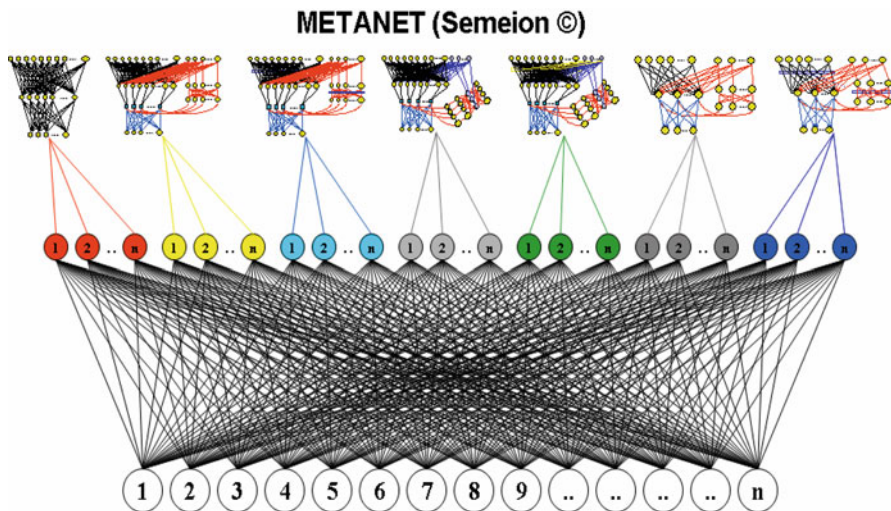 METANET (Semeion ©)
1 2 .. n 1 2 .. n 1 2 .. n 1 2 .. n 1 2 .. n 1 2 .. n 1 2 .. n
1 2 3 4 5 6 7 8 9 .. .. .. .. n